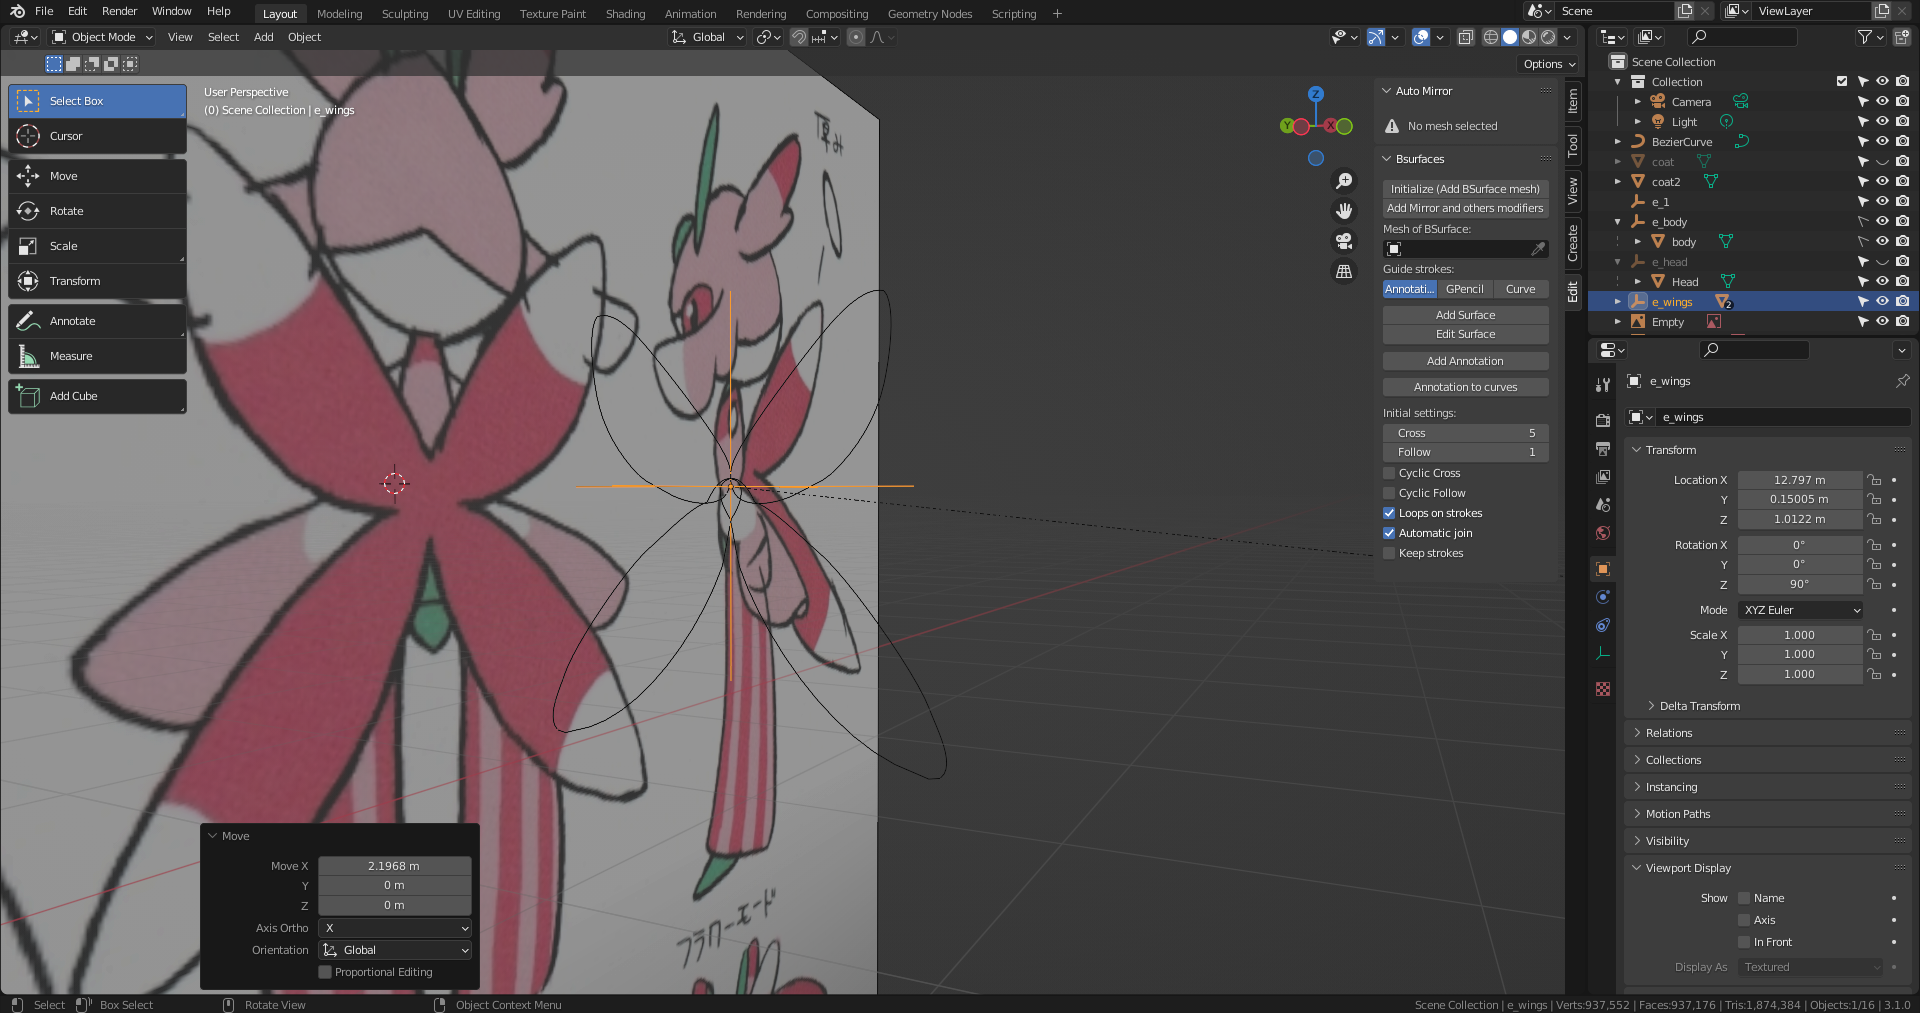 File Edit Render Window Help
Layout Modeling Sculpting UV Editing Texture Paint Shading Animation Rendering Compositing Geometry Nodes Scripting +
Scene
ViewLayer
Object Mode View Select Add Object
Global
Options
Select Box
Cursor
Move
Rotate
Scale
Transform
Annotate
Measure
Add Cube
User Perspective
(0) Scene Collection | e_wings
フラワーモード
Z
Y
X
Move
Move X 2.1968 m
Y 0 m
Z 0 m
Axis Ortho X
Orientation Global
Proportional Editing
Auto Mirror
No mesh selected
Bsurfaces
Initialize (Add BSurface mesh)
Add Mirror and others modifiers
Mesh of BSurface:
Guide strokes:
Annotati... GPencil Curve
Add Surface
Edit Surface
Add Annotation
Annotation to curves
Initial settings:
Cross 5
Follow 1
Cyclic Cross
Cyclic Follow
Loops on strokes
Automatic join
Keep strokes
Item
Tool
View
Create
Edit
Scene Collection
Collection
Camera
Light
BezierCurve
coat
coat2
e_1
e_body
body
e_head
Head
e_wings 2
Empty
e_wings
e_wings
Transform
Location X 12.797 m
Y 0.15005 m
Z 1.0122 m
Rotation X 0°
Y 0°
Z 90°
Mode XYZ Euler
Scale X 1.000
Y 1.000
Z 1.000
Delta Transform
Relations
Collections
Instancing
Motion Paths
Visibility
Viewport Display
Show Name
Axis
In Front
Display As Textured
Select Box Select Rotate View Object Context Menu
Scene Collection | e_wings | Verts:937,552 | Faces:937,176 | Tris:1,874,384 | Objects:1/16 | 3.1.0